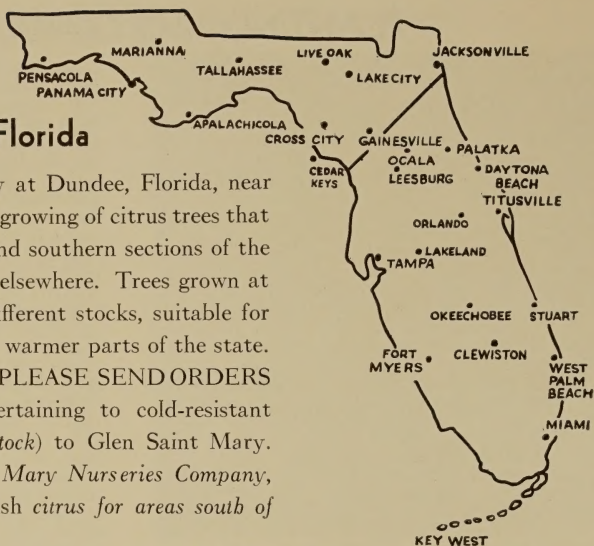 Florida
at Dundee, Florida, near
growing of citrus trees that
nd southern sections of the
elsewhere. Trees grown at
fferent stocks, suitable for
warmer parts of the state.
PLEASE SEND ORDERS
ertaining to cold-resistant
tock) to Glen Saint Mary.
Mary Nurseries Company,
sh citrus for areas south of
PENSACOLA
PANAMA CITY
MARIANNA
TALLAHASSEE
APALACHICOLA
LIVE OAK
LAKE CITY
JACKSONVILLE
CROSS CITY
CEDAR
KEYS
GAINESVILLE
OCALA
LEESBURG
PALATKA
DAYTONA
BEACH
TITUSVILLE
ORLANDO
LAKELAND
TAMPA
OKEECHOBEE
STUART
FORT
MYERS
CLEWISTON
WEST
PALM
BEACH
MIAMI
KEY WEST